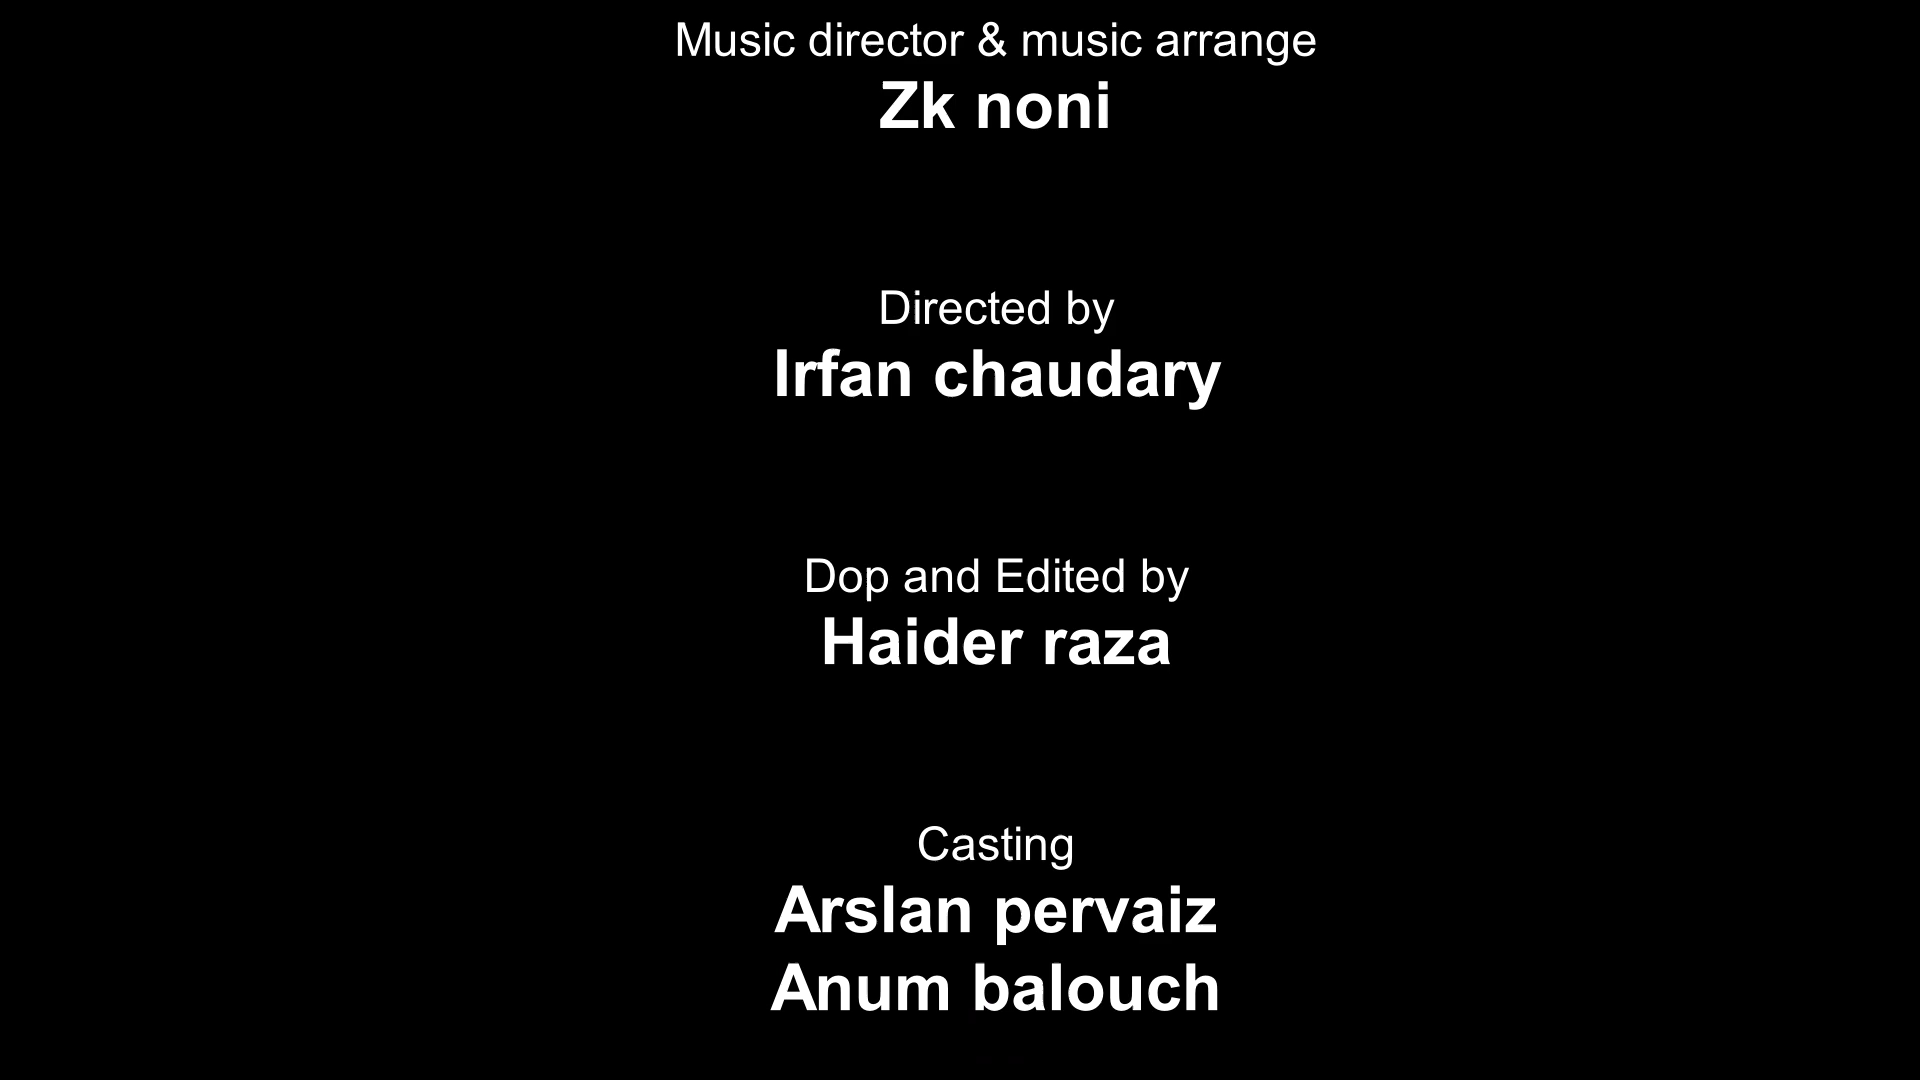 Music director & music arrange
Zk noni
Directed by
Irfan chaudary
Dop and Edited by
Haider raza
Casting
Arslan pervaiz
Anum balouch